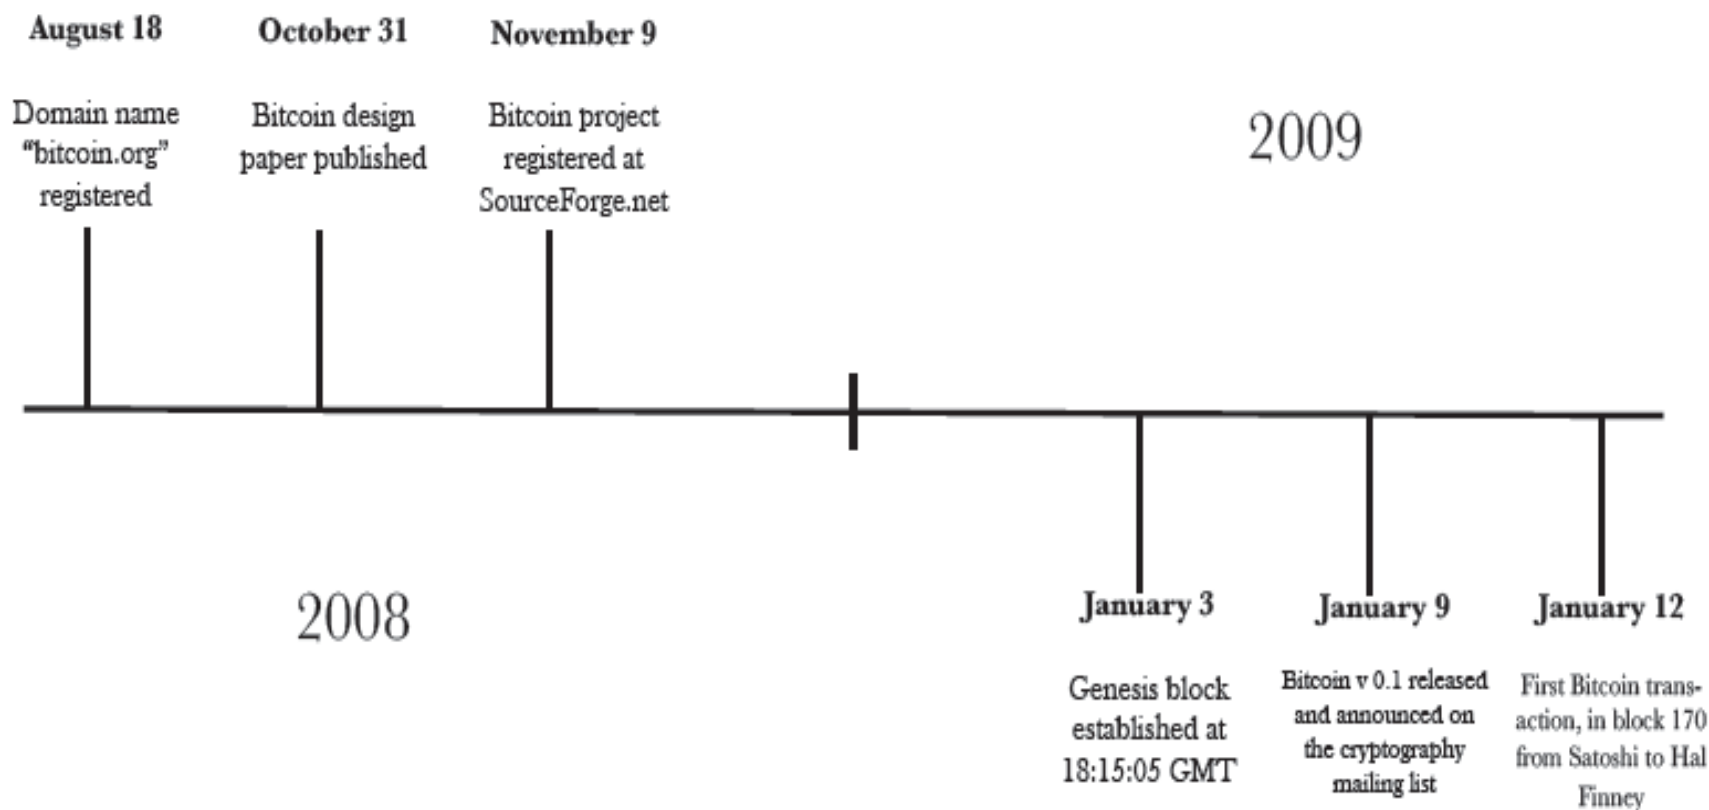 August 18
Domain name
“bitcoin.org”
registered
October 31
Bitcoin design
paper published
November 9
Bitcoin project
registered at
SourceForge.net
2009
2008
January 3
Genesis block
established at
18:15:05 GMT
January 9
Bitcoin v 0.1 released
and announced on
the cryptography
mailing list
January 12
First Bitcoin trans-
action, in block 170
from Satoshi to Hal
Finney